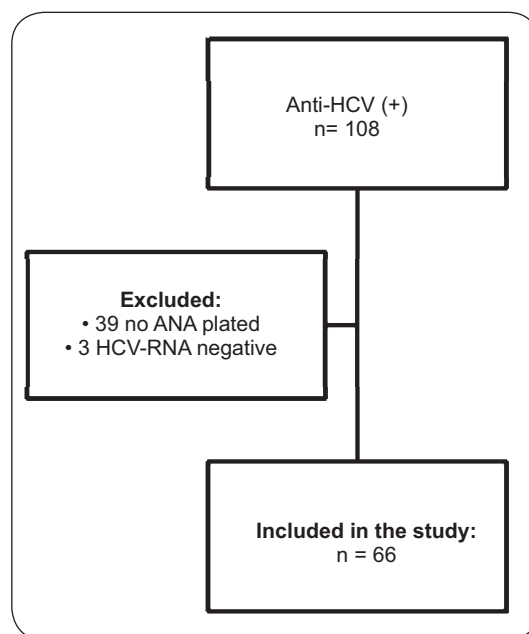 Anti-HCV (+)
n= 108
Excluded:
• 39 no ANA plated
• 3 HCV-RNA negative
Included in the study:
n = 66